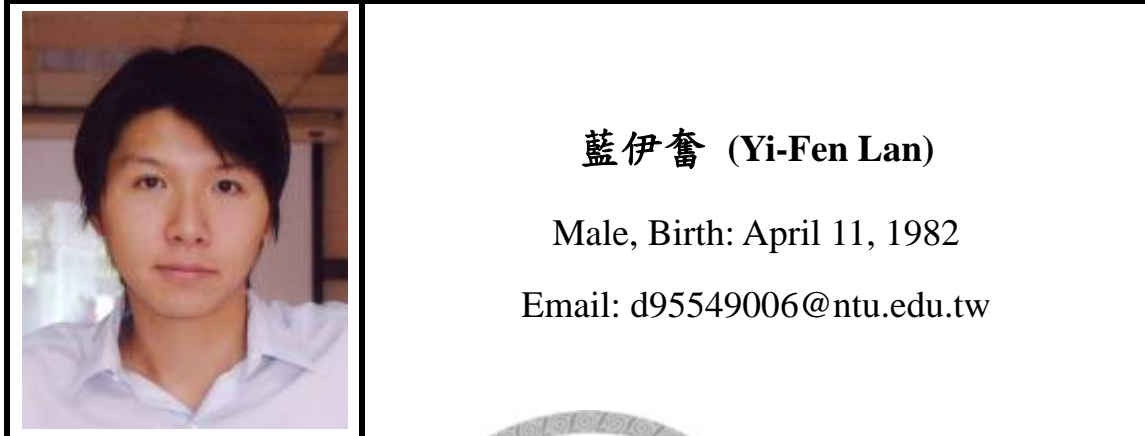 藍伊奮 (Yi-Fen Lan)
Male, Birth: April 11, 1982
Email: d95549006@ntu.edu.tw